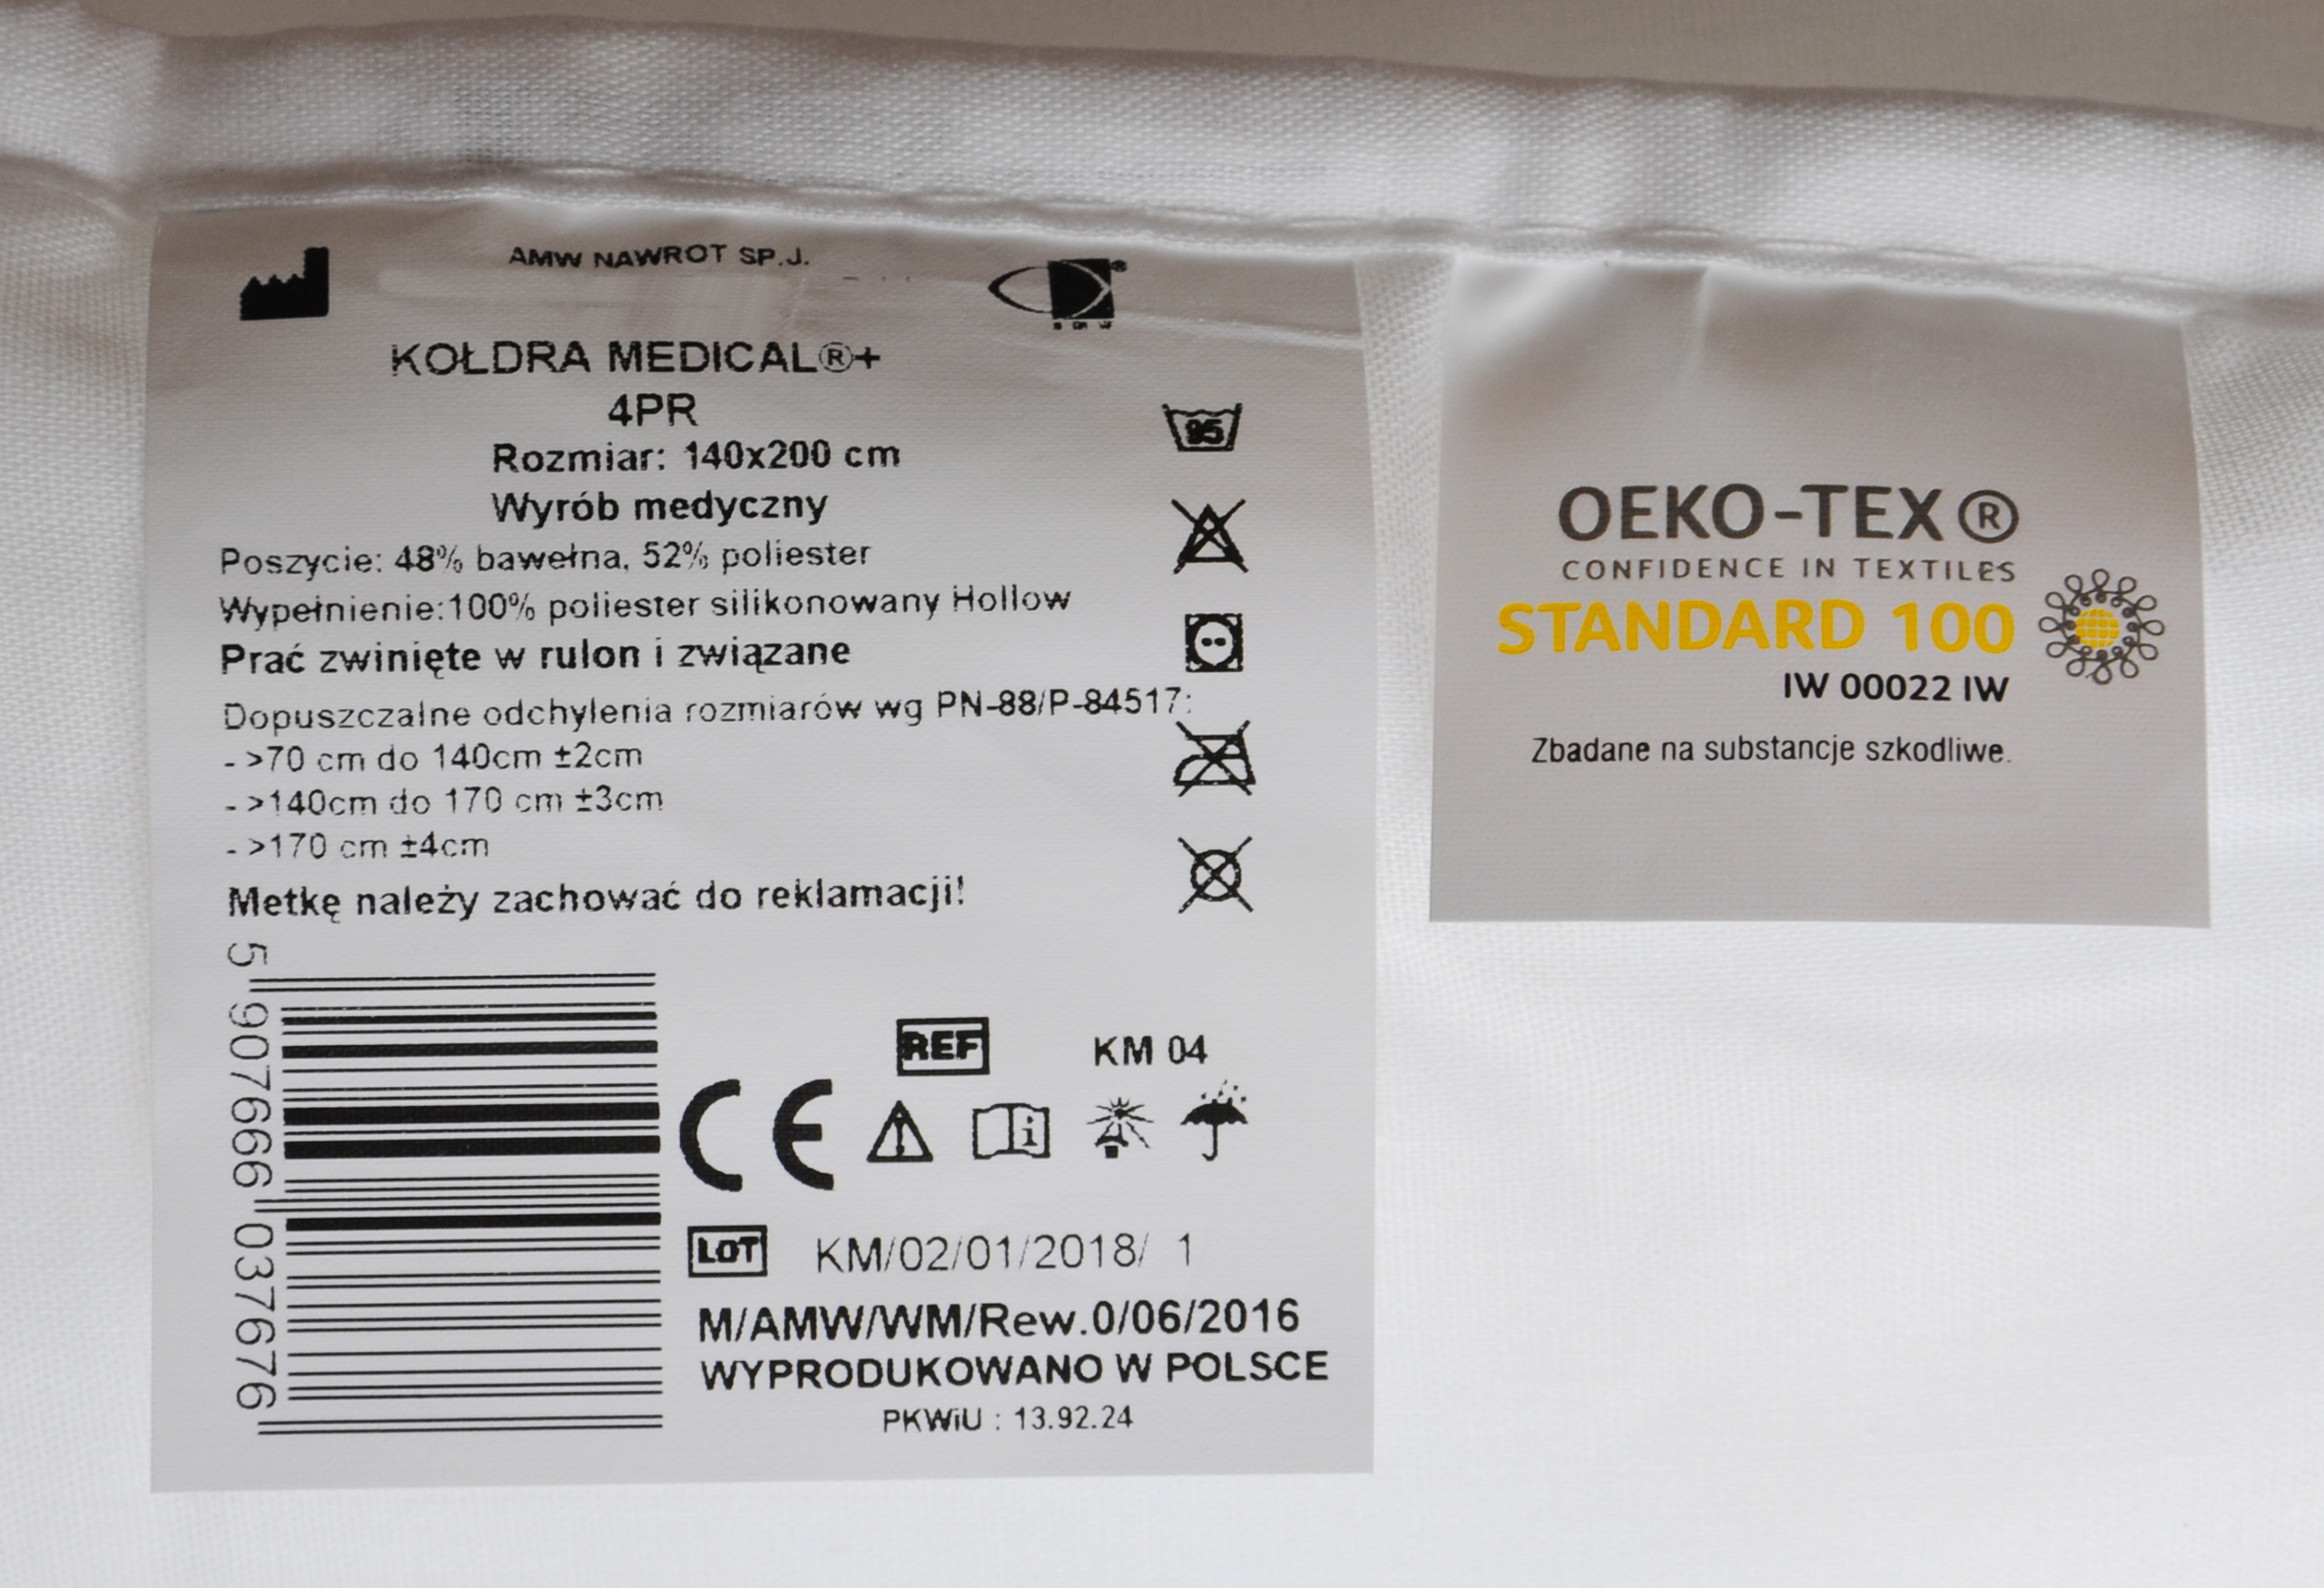 AMW NAWROT SP.J.
KOŁDRA MEDICAL®+
4PR
Rozmiar: 140x200 cm
Wyrób medyczny
Poszycie: 48% bawełna, 52% poliester
Wypełnienie:100% poliester silikonowany Hollow
Prać zwinięte w rulon i związane
Dopuszczalne odchylenia rozmiarów wg PN-88/P-84517:
- >70 cm do 140cm ±2cm
- >140cm do 170 cm ±3cm
- >170 cm ±4cm
Metkę należy zachować do reklamacji!
95
5 907666 037676
REF KM 04
CE
LOT KM/02/01/2018/ 1
M/AMW/WM/Rew.0/06/2016
WYPRODUKOWANO W POLSCE
PKWiU : 13.92.24
OEKO-TEX®
CONFIDENCE IN TEXTILES
STANDARD 100
IW 00022 IW
Zbadane na substancje szkodliwe.